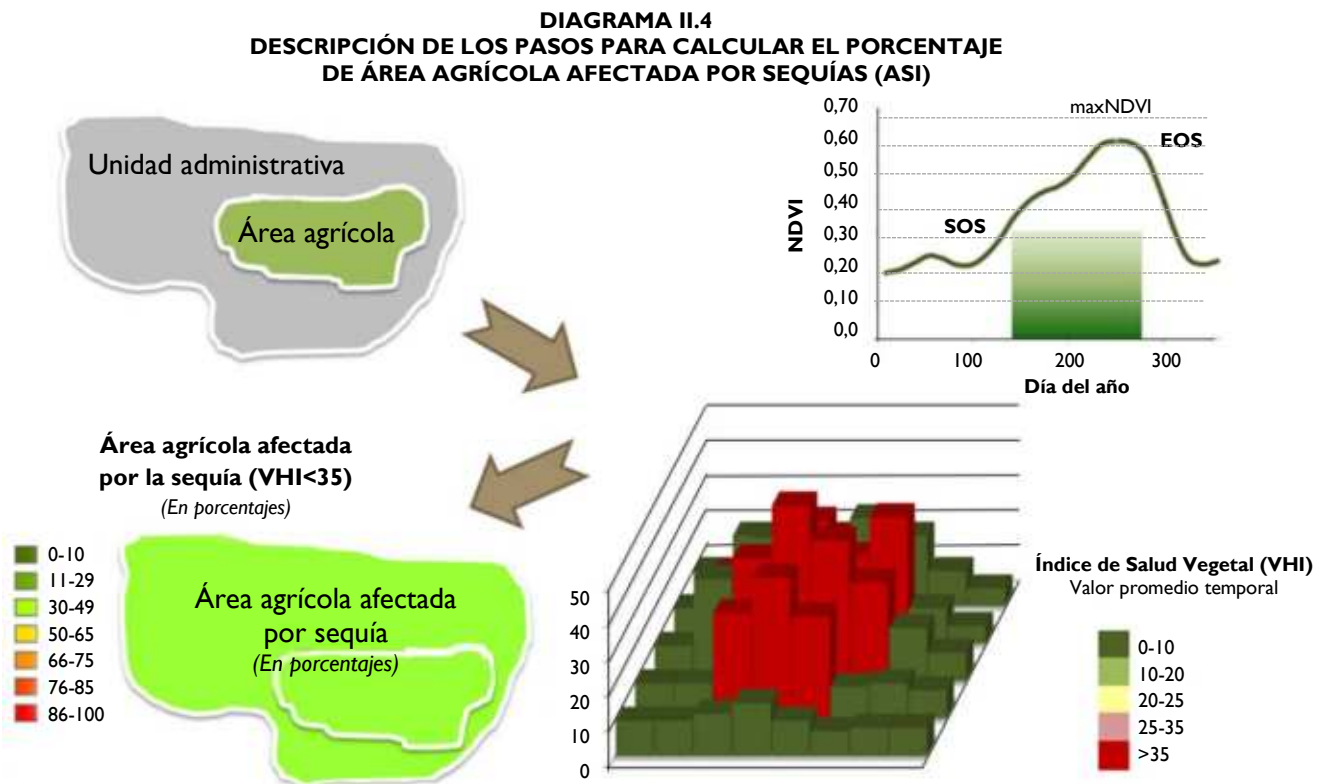 DIAGRAMA II.4
DESCRIPCIÓN DE LOS PASOS PARA CALCULAR EL PORCENTAJE
DE ÁREA AGRÍCOLA AFECTADA POR SEQUÍAS (ASI)
Unidad administrativa
Área agrícola
0,70
0,60
0,50
0,40
0,30
0,20
0,10
0,0
NDVI
maxNDVI
EOS
SOS
0
100
200
300
Día del año
Área agrícola afectada
por la sequía (VHI<35)
(En porcentajes)
0-10
11-29
30-49
50-65
66-75
76-85
86-100
Área agrícola afectada
por sequía
(En porcentajes)
50
40
30
20
10
0
Índice de Salud Vegetal (VHI)
Valor promedio temporal
0-10
10-20
20-25
25-35
>35